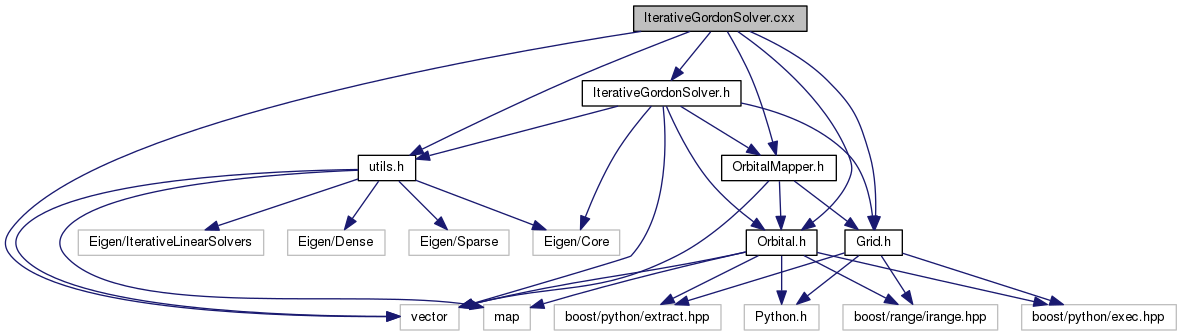 IterativeGordonSolver.cxx
IterativeGordonSolver.h
utils.h
OrbitalMapper.h
Eigen/IterativeLinearSolvers
Eigen/Dense
Eigen/Sparse
Eigen/Core
Orbital.h
Grid.h
vector
map
boost/python/extract.hpp
Python.h
boost/range/irange.hpp
boost/python/exec.hpp